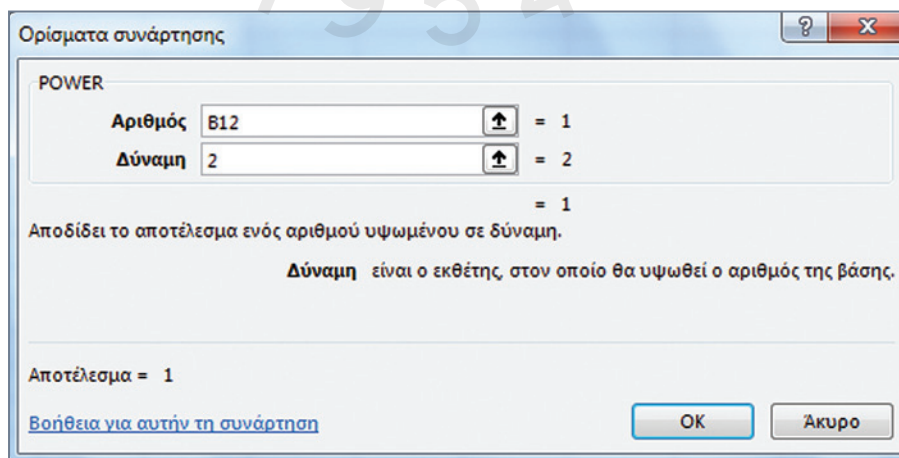 1954
Ορίσματα συνάρτησης
POWER
Αριθμός B12 = 1
Δύναμη 2 = 2
= 1
Αποδίδει το αποτέλεσμα ενός αριθμού υψωμένου σε δύναμη.
Δύναμη είναι ο εκθέτης, στον οποίο θα υψωθεί ο αριθμός της βάσης.
Αποτέλεσμα = 1
Βοήθεια για αυτήν τη συνάρτηση
OK Άκυρο